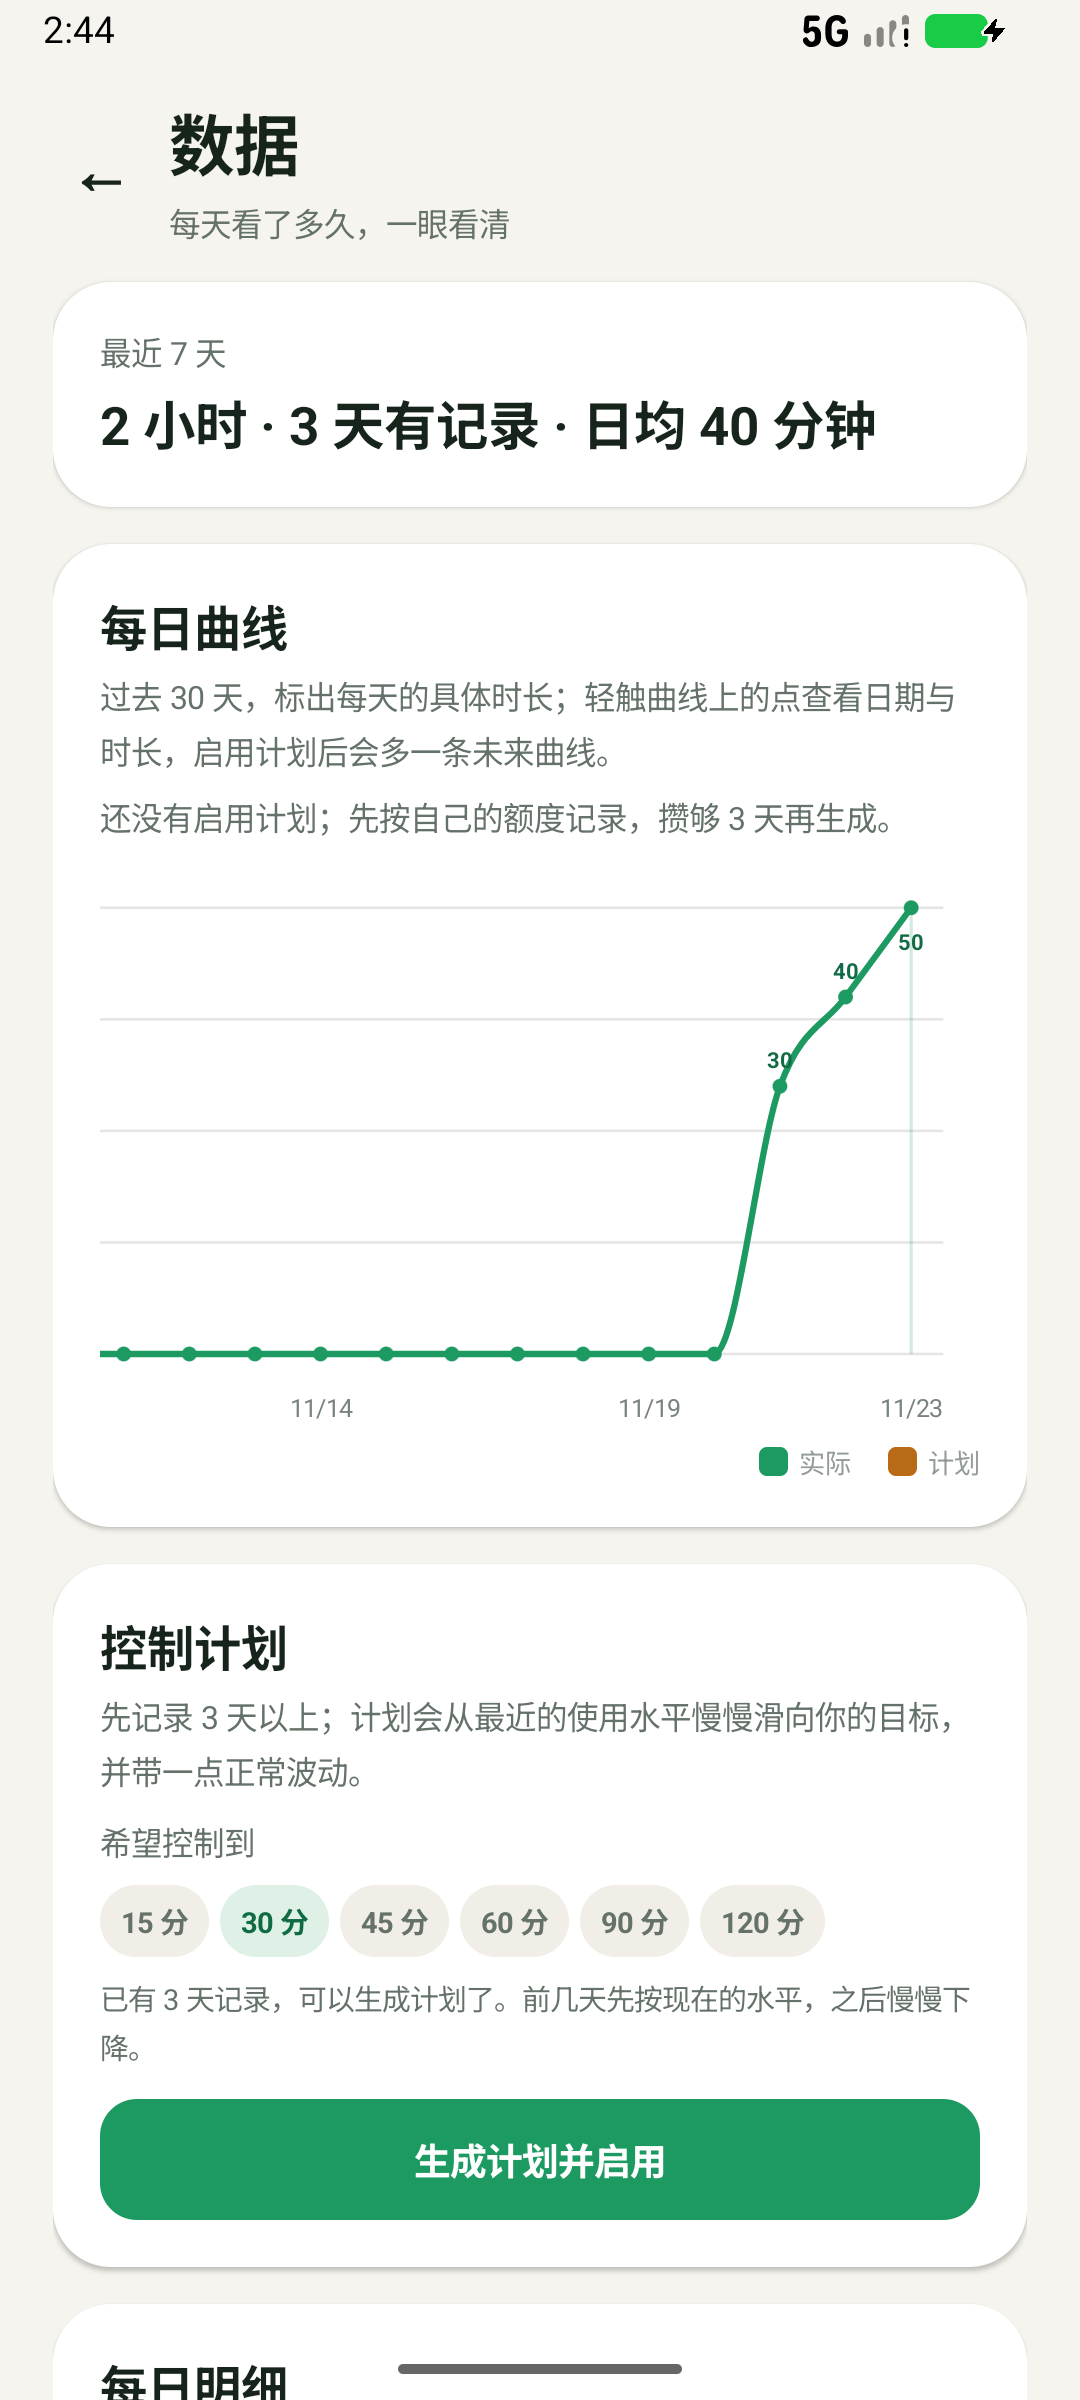 2:44
5G
数据
每天看了多久，一眼看清
最近 7 天
2 小时 · 3 天有记录 · 日均 40 分钟
每日曲线
过去 30 天，标出每天的具体时长；轻触曲线上的点查看日期与
时长，启用计划后会多一条未来曲线。
还没有启用计划；先按自己的额度记录，攒够 3 天再生成。
50
40
30
11/14
11/19
11/23
实际
计划
控制计划
先记录 3 天以上；计划会从最近的使用水平慢慢滑向你的目标，
并带一点正常波动。
希望控制到
15 分
30 分
45 分
60 分
90 分
120 分
已有 3 天记录，可以生成计划了。前几天先按现在的水平，之后慢慢下
降。
生成计划并启用
每日明细